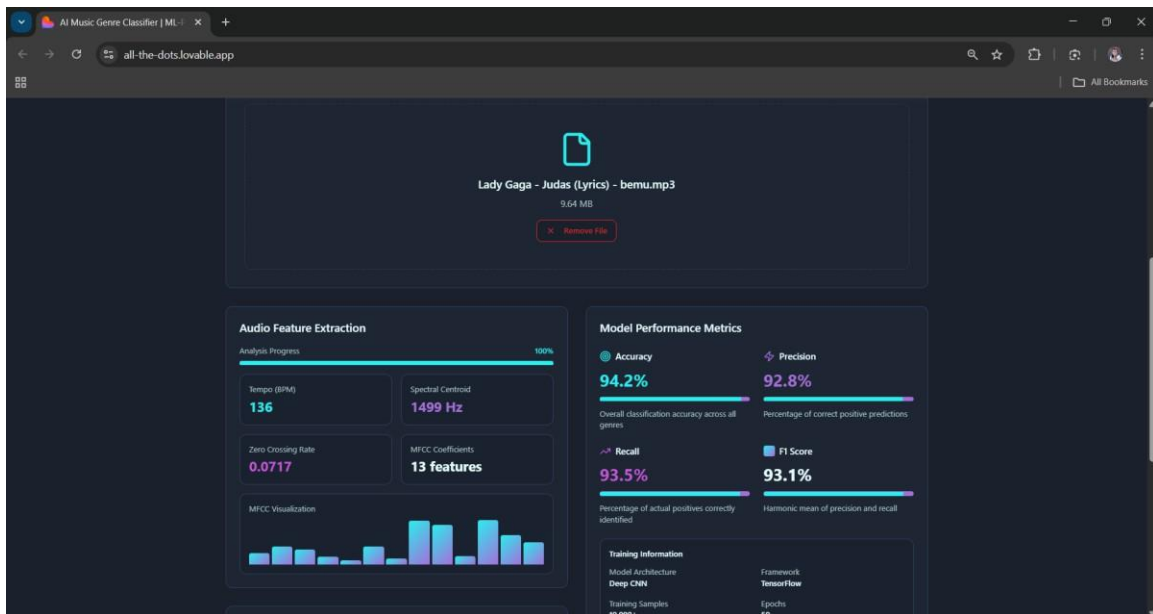 AI Music Genre Classifier | ML-
all-the-dots.lovable.app
All Bookmarks
Lady Gaga - Judas (Lyrics) - bemu.mp3
9.64 MB
Remove File
Audio Feature Extraction
Analysis Progress 100%
Tempo (BPM)
136
Spectral Centroid
1499 Hz
Zero Crossing Rate
0.0717
MFCC Coefficients
13 features
MFCC Visualization
Model Performance Metrics
Accuracy
94.2%
Overall classification accuracy across all
genres
Precision
92.8%
Percentage of correct positive predictions
Recall
93.5%
Percentage of actual positives correctly
identified
F1 Score
93.1%
Harmonic mean of precision and recall
Training Information
Model Architecture
Deep CNN
Framework
TensorFlow
Training Samples
Epochs